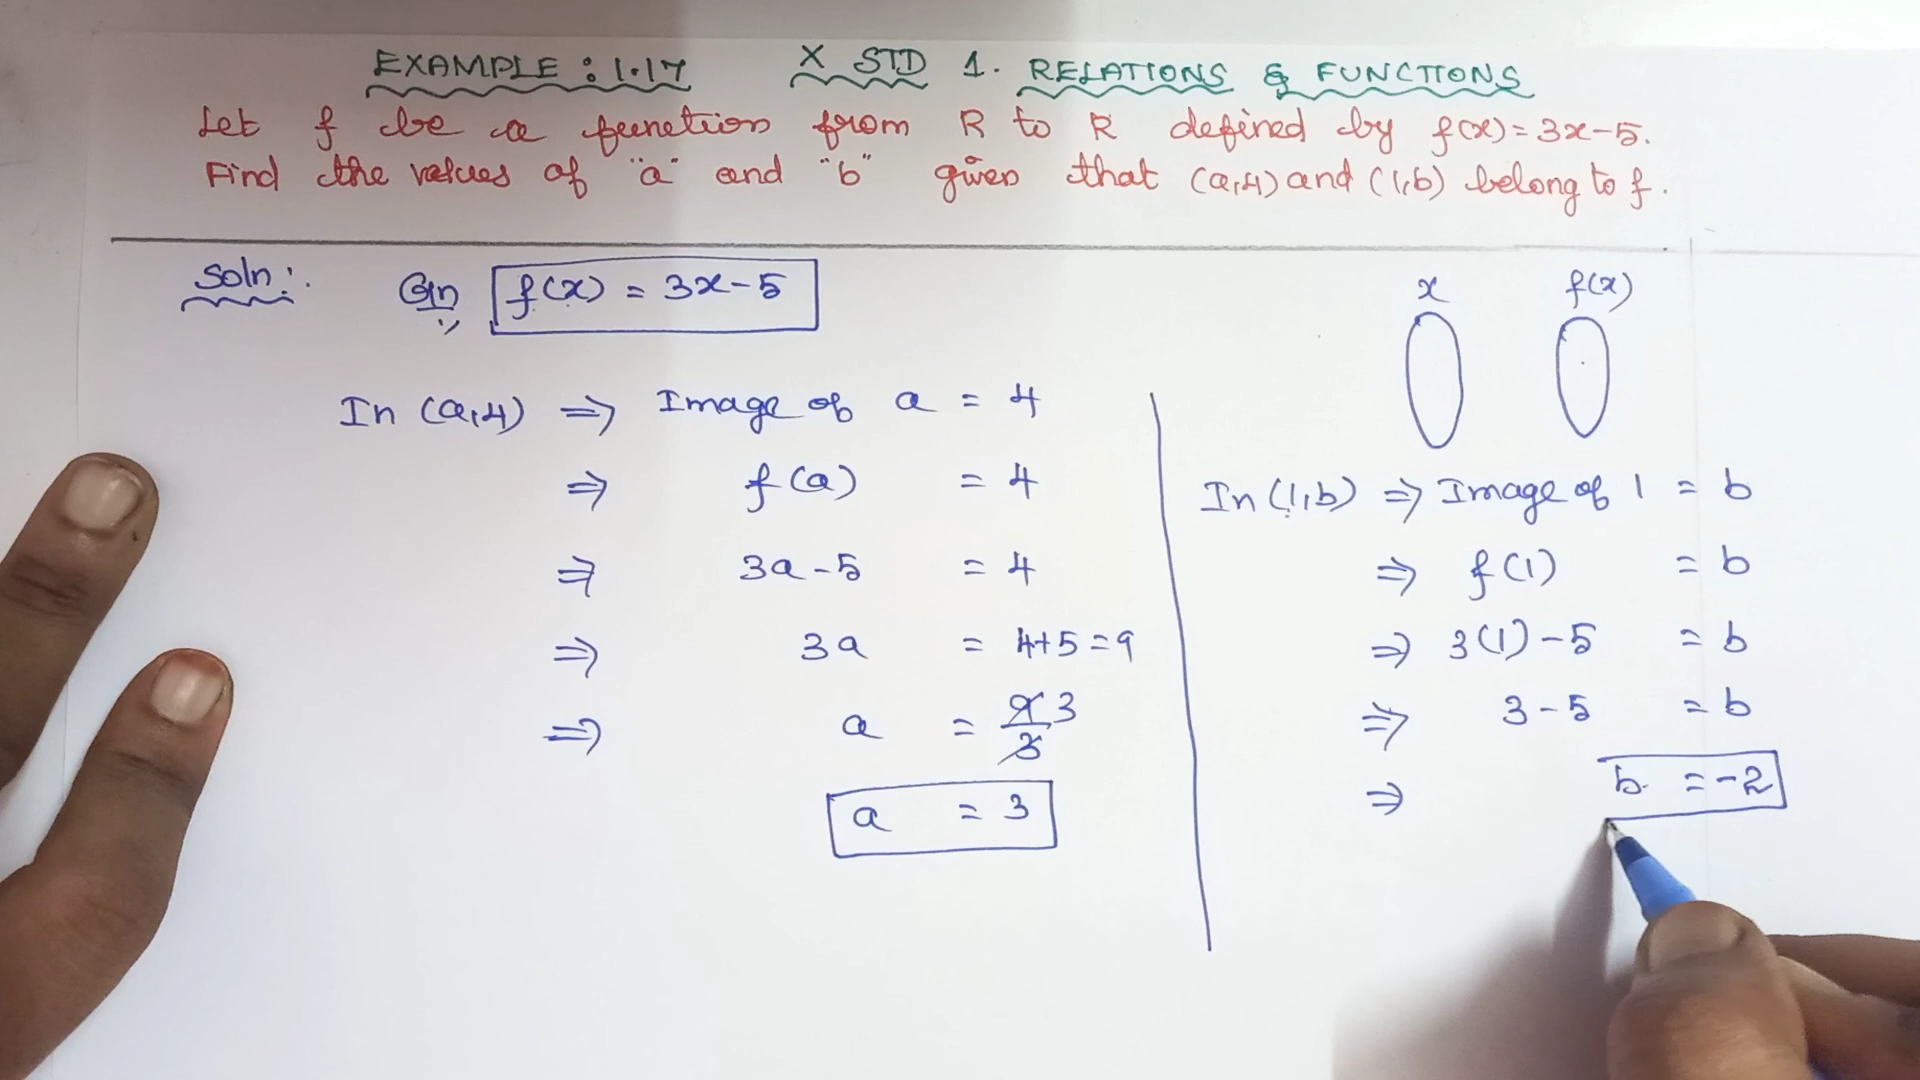 EXAMPLE : 1.17 X STD 1. RELATIONS & FUNCTIONS
Let f be a function from R to R defined by f(x) = 3x-5.
Find the values of "a" and "b" given that (a,4) and (1,b) belong to f.
Soln: Gn f(x) = 3x-5
x f(x)
In (a,4) ⇒ Image of a = 4
⇒ f(a) = 4
⇒ 3a-5 = 4
⇒ 3a = 4+5 = 9
⇒ a = 9/3 3
a = 3
In (1,b) ⇒ Image of 1 = b
⇒ f(1) = b
⇒ 3(1)-5 = b
⇒ 3-5 = b
⇒ b = -2